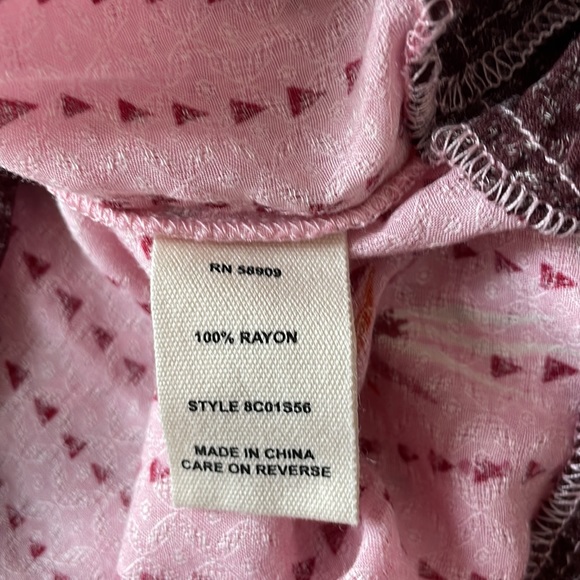 RN 58909
100% RAYON
STYLE 8C01S56
MADE IN CHINA
CARE ON REVERSE